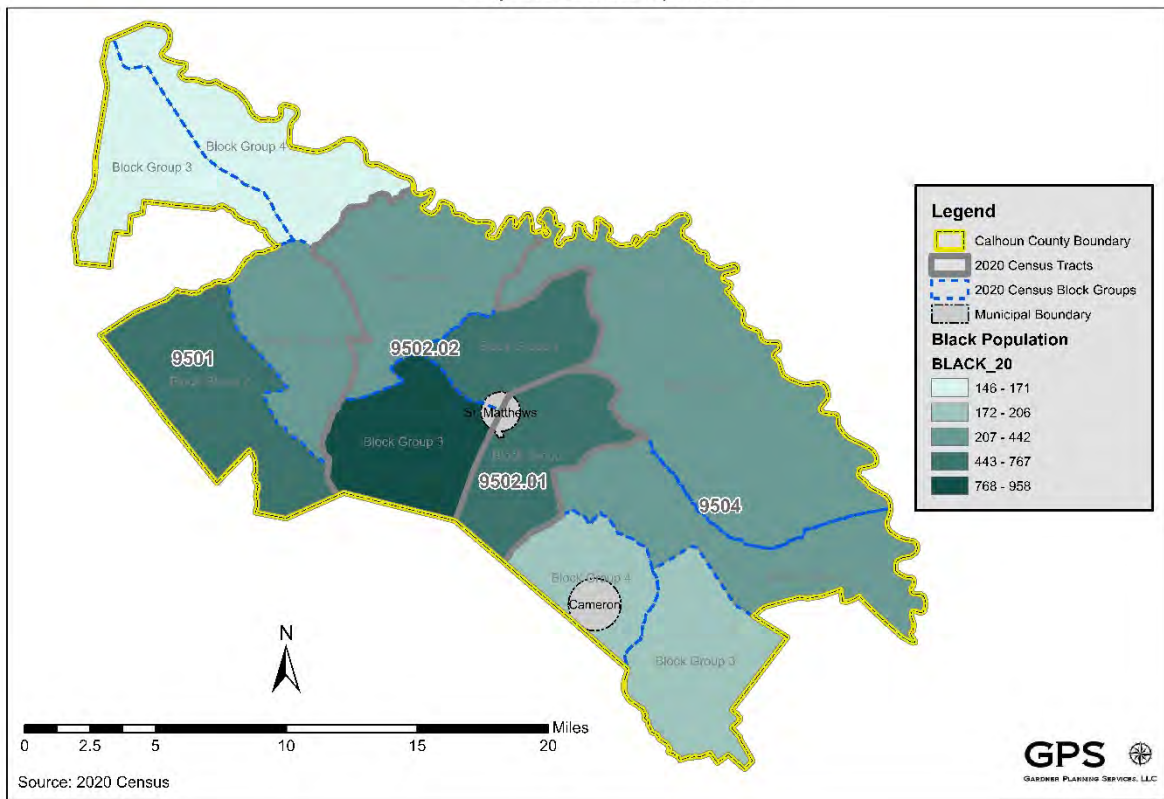 Block Group 4
Block Group 3
9501
9502.02
St. Matthews
Block Group 3
9502.01
9504
Block Group 4
Cameron
Block Group 3
Legend
Calhoun County Boundary
2020 Census Tracts
2020 Census Block Groups
Municipal Boundary
Black Population
BLACK_20
146 - 171
172 - 206
207 - 442
443 - 767
768 - 958
N
Miles
0 2.5 5 10 15 20
Source: 2020 Census
GPS
GARDNER PLANNING SERVICES, LLC